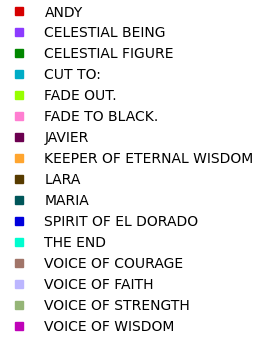 ANDY
CELESTIAL BEING
CELESTIAL FIGURE
CUT TO:
FADE OUT.
FADE TO BLACK.
JAVIER
KEEPER OF ETERNAL WISDOM
LARA
MARIA
SPIRIT OF EL DORADO
THE END
VOICE OF COURAGE
VOICE OF FAITH
VOICE OF STRENGTH
VOICE OF WISDOM